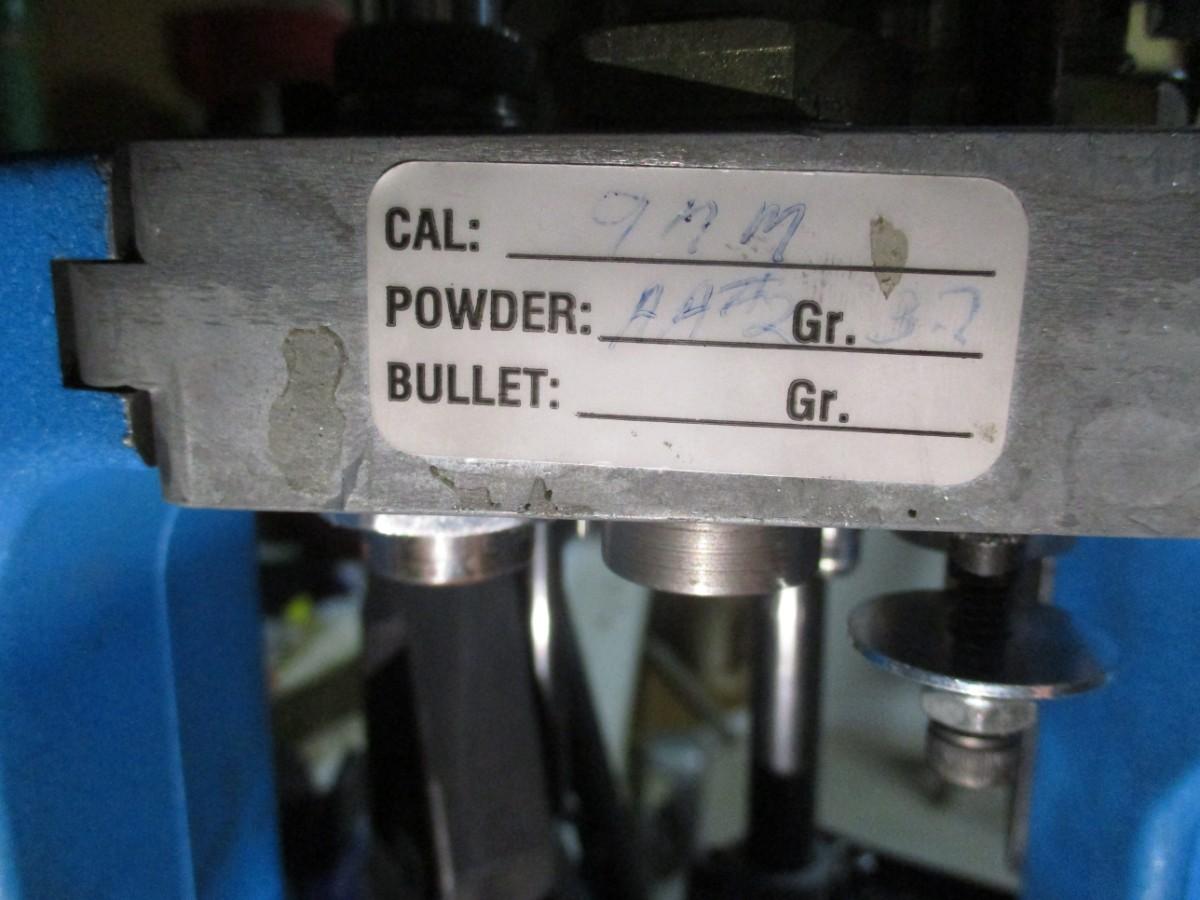 CAL: 9MM
POWDER: AA#2 Gr. 3.7
BULLET: Gr.